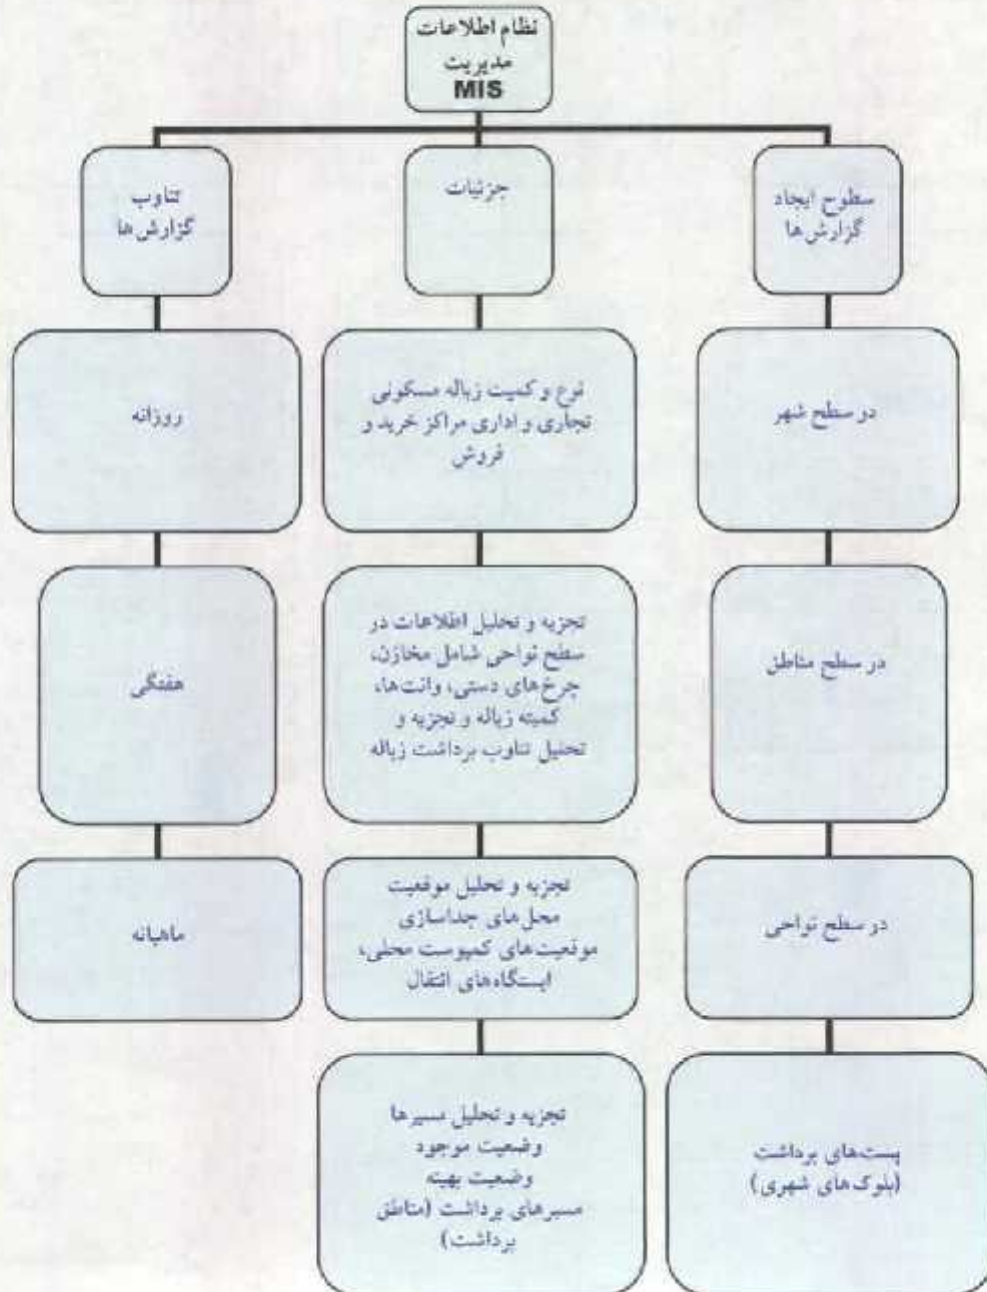 نظام اطلاعات
مدیریت
MIS
سطوح ایجاد
گزارش‌ها
در سطح شهر
در سطح مناطق
در سطح نواحی
پست‌های برداشت
(بلوک‌های شهری)
جزئیات
نوع و کمیت زباله مسکونی
تجاری و اداری مراکز خرید و
فروش
تجزیه و تحلیل اطلاعات در
سطح نواحی شامل مخازن،
چرخ‌های دستی، وانت‌ها،
کمیته زباله و تجزیه و
تحلیل تناوب برداشت زباله
تجزیه و تحلیل موقعیت
محل‌های جداسازی
موقعیت‌های کمپوست محلی،
ایستگاه‌های انتقال
تجزیه و تحلیل مسیرها
وضعیت موجود
وضعیت بهینه
مسیرهای برداشت (مناطق
برداشت)
تناوب
گزارش‌ها
روزانه
هفتگی
ماهیانه